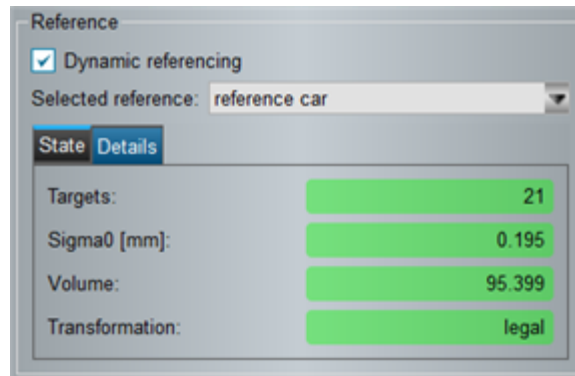 Reference
Dynamic referencing
Selected reference: reference car
State Details
Targets: 21
Sigma0 [mm]: 0.195
Volume: 95.399
Transformation: legal